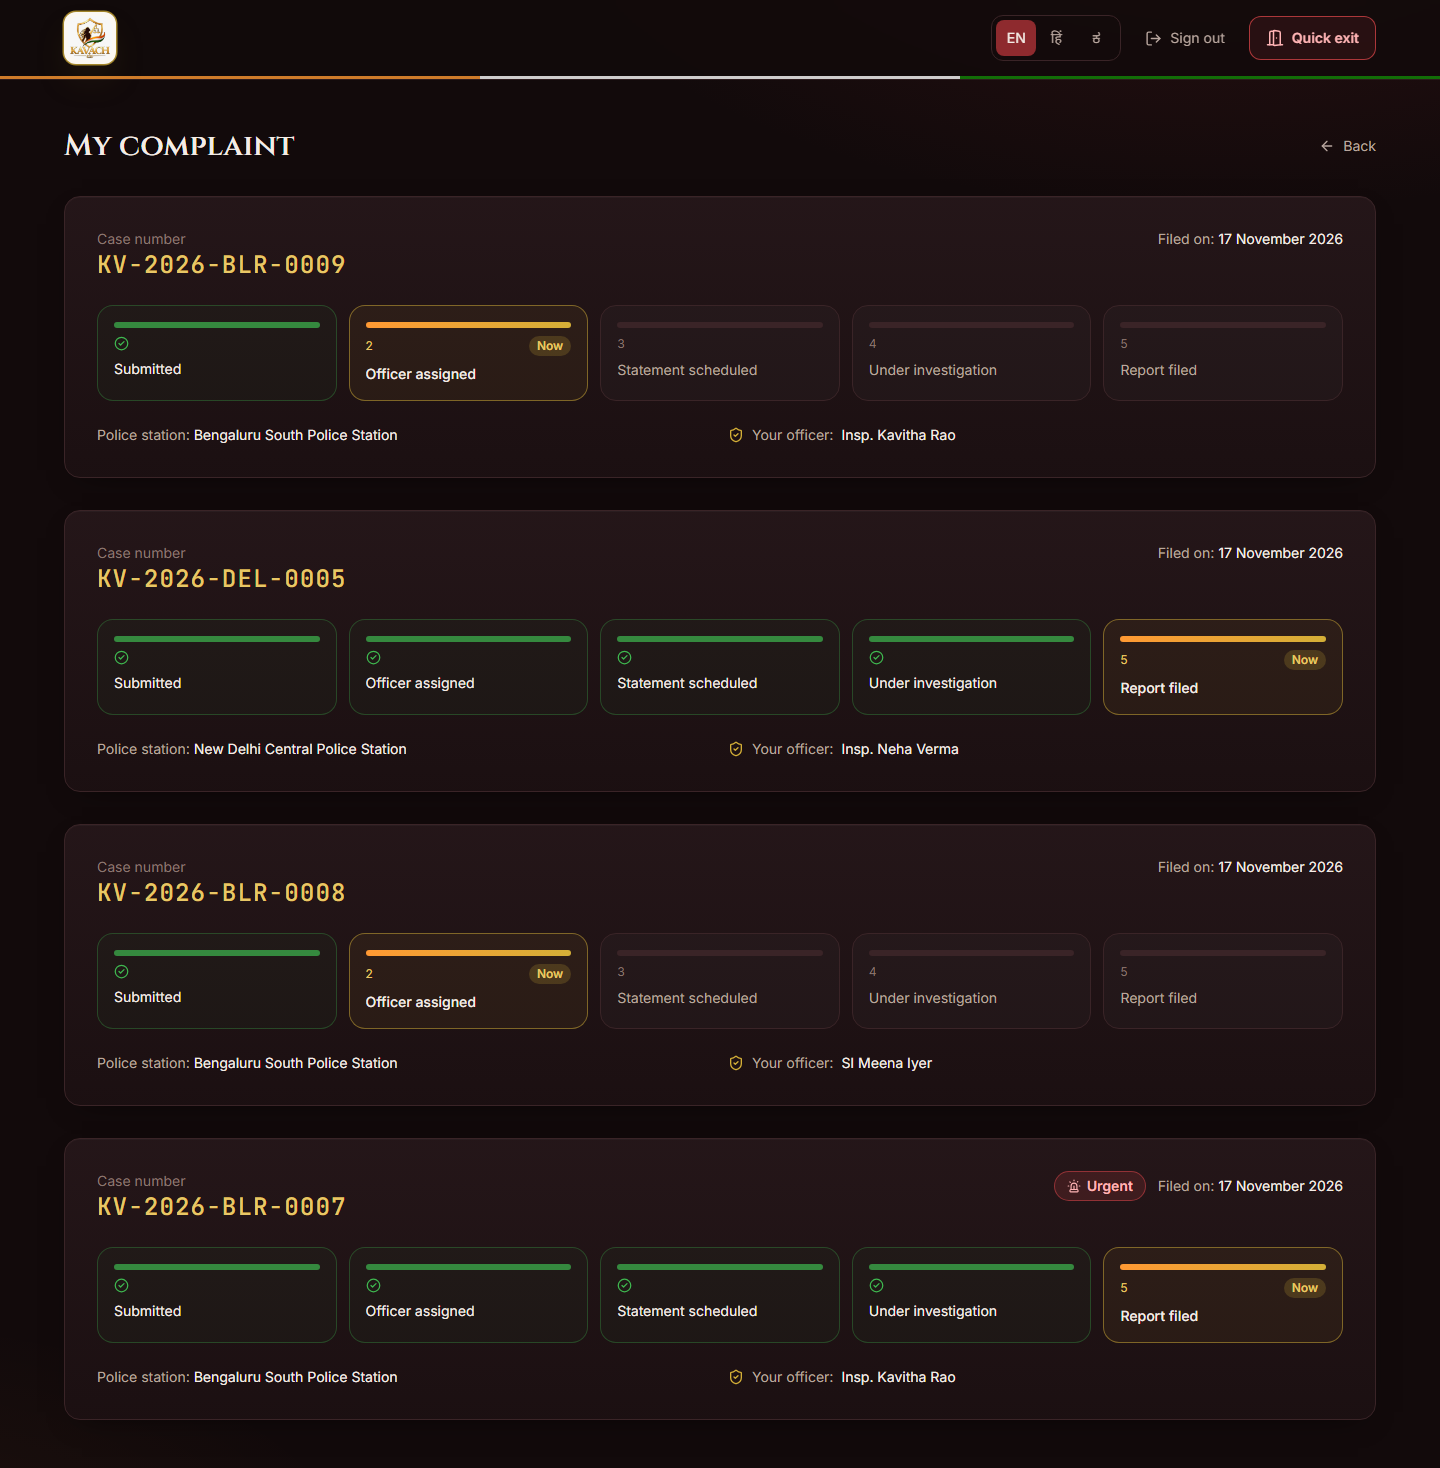 KAVACH
EN हिं ಕ Sign out Quick exit
My complaint
Back
Case number
Filed on: 17 November 2026
KV-2026-BLR-0009
Submitted
2 Now
Officer assigned
3
Statement scheduled
4
Under investigation
5
Report filed
Police station: Bengaluru South Police Station
Your officer: Insp. Kavitha Rao
Case number
Filed on: 17 November 2026
KV-2026-DEL-0005
Submitted
Officer assigned
Statement scheduled
Under investigation
5 Now
Report filed
Police station: New Delhi Central Police Station
Your officer: Insp. Neha Verma
Case number
Filed on: 17 November 2026
KV-2026-BLR-0008
Submitted
2 Now
Officer assigned
3
Statement scheduled
4
Under investigation
5
Report filed
Police station: Bengaluru South Police Station
Your officer: SI Meena Iyer
Case number
Urgent Filed on: 17 November 2026
KV-2026-BLR-0007
Submitted
Officer assigned
Statement scheduled
Under investigation
5 Now
Report filed
Police station: Bengaluru South Police Station
Your officer: Insp. Kavitha Rao